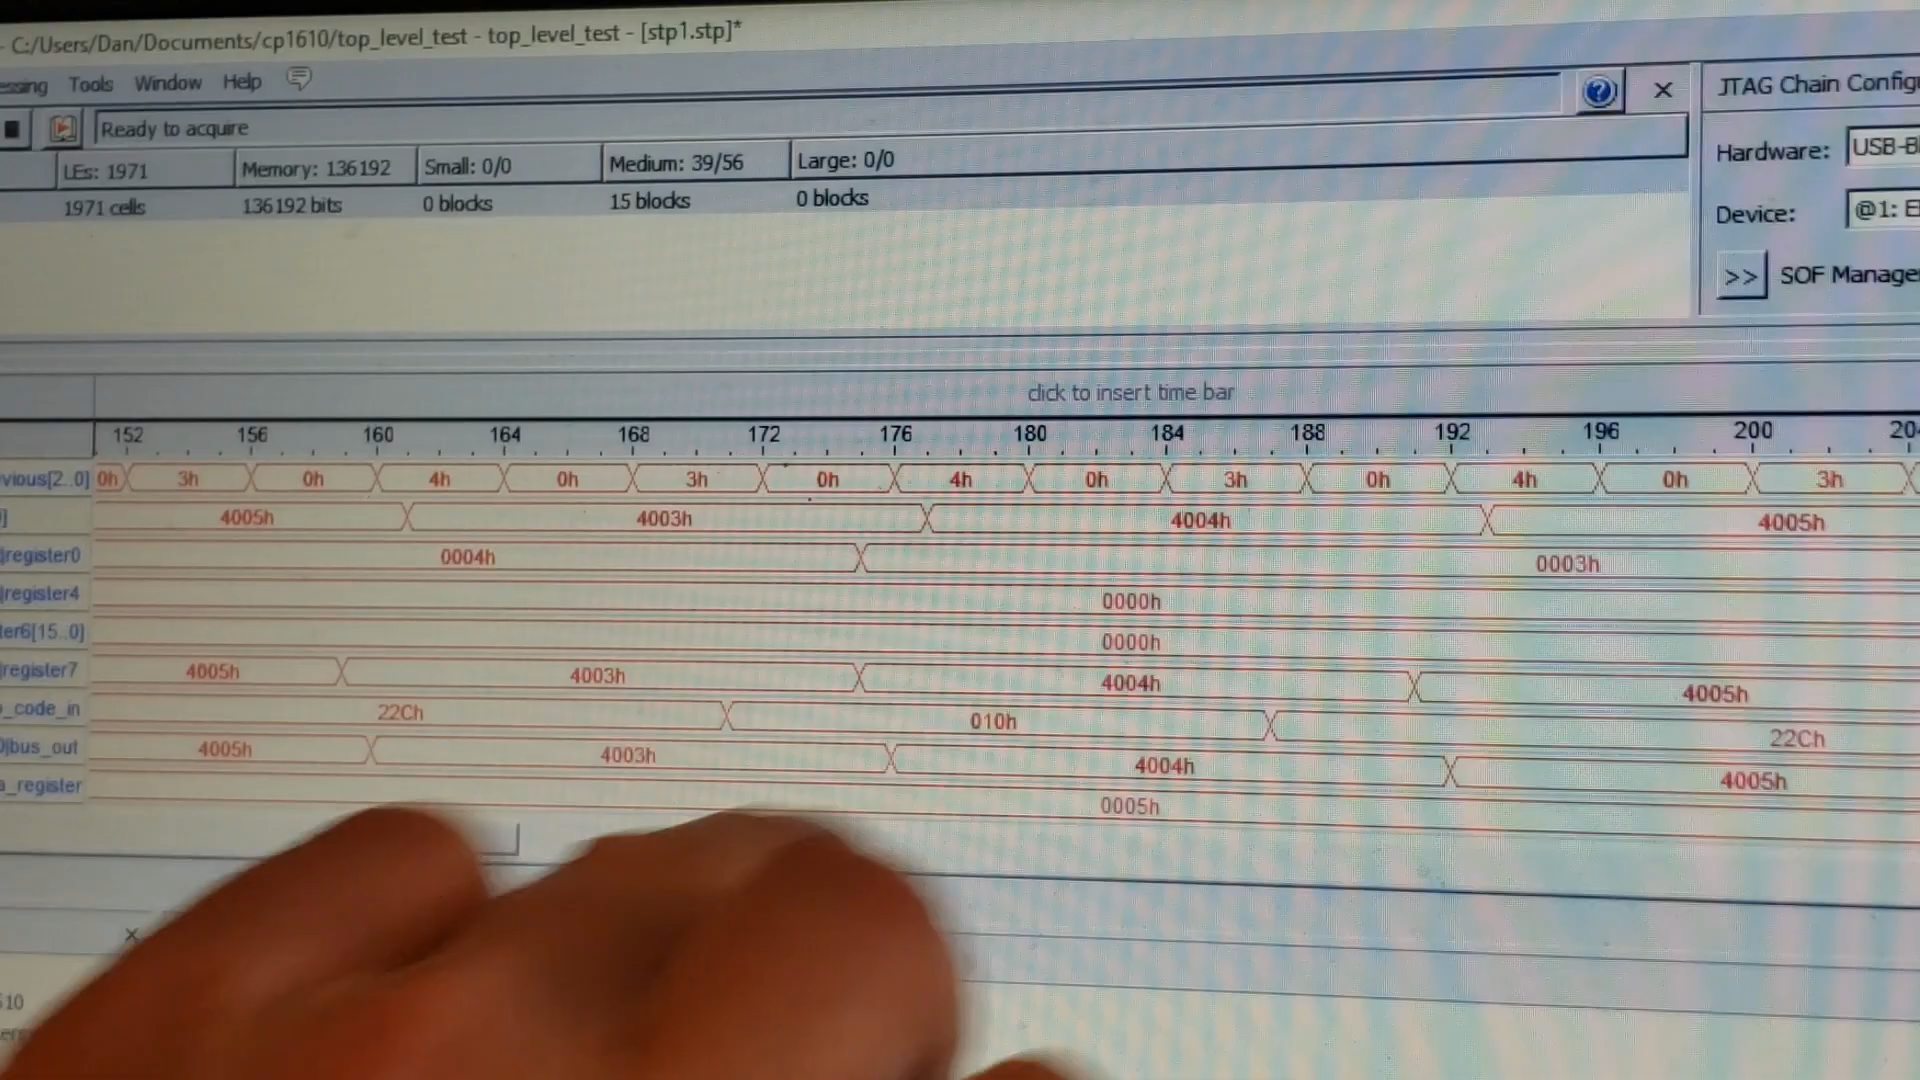 - C:/Users/Dan/Documents/cp1610/top_level_test - top_level_test - [stp1.stp]*
essing Tools Window Help
Ready to acquire
LEs: 1971 Memory: 136192 Small: 0/0 Medium: 39/56 Large: 0/0
1971 cells 136192 bits 0 blocks 15 blocks 0 blocks
JTAG Chain Config
Hardware: USB-B
Device: @1: E
>> SOF Manage
click to insert time bar
152 156 160 164 168 172 176 180 184 188 192 196 200 20
vious[2..0] 0h 3h 0h 4h 0h 3h 0h 4h 0h 3h 0h 4h 0h 3h
] 4005h 4003h 4004h 4005h
|register0 0004h 0003h
|register4 0000h
ter6[15..0] 0000h
|register7 4005h 4003h 4004h 4005h
_code_in 22Ch 010h 22Ch
|bus_out 4005h 4003h 4004h 4005h
a_register 0005h
10